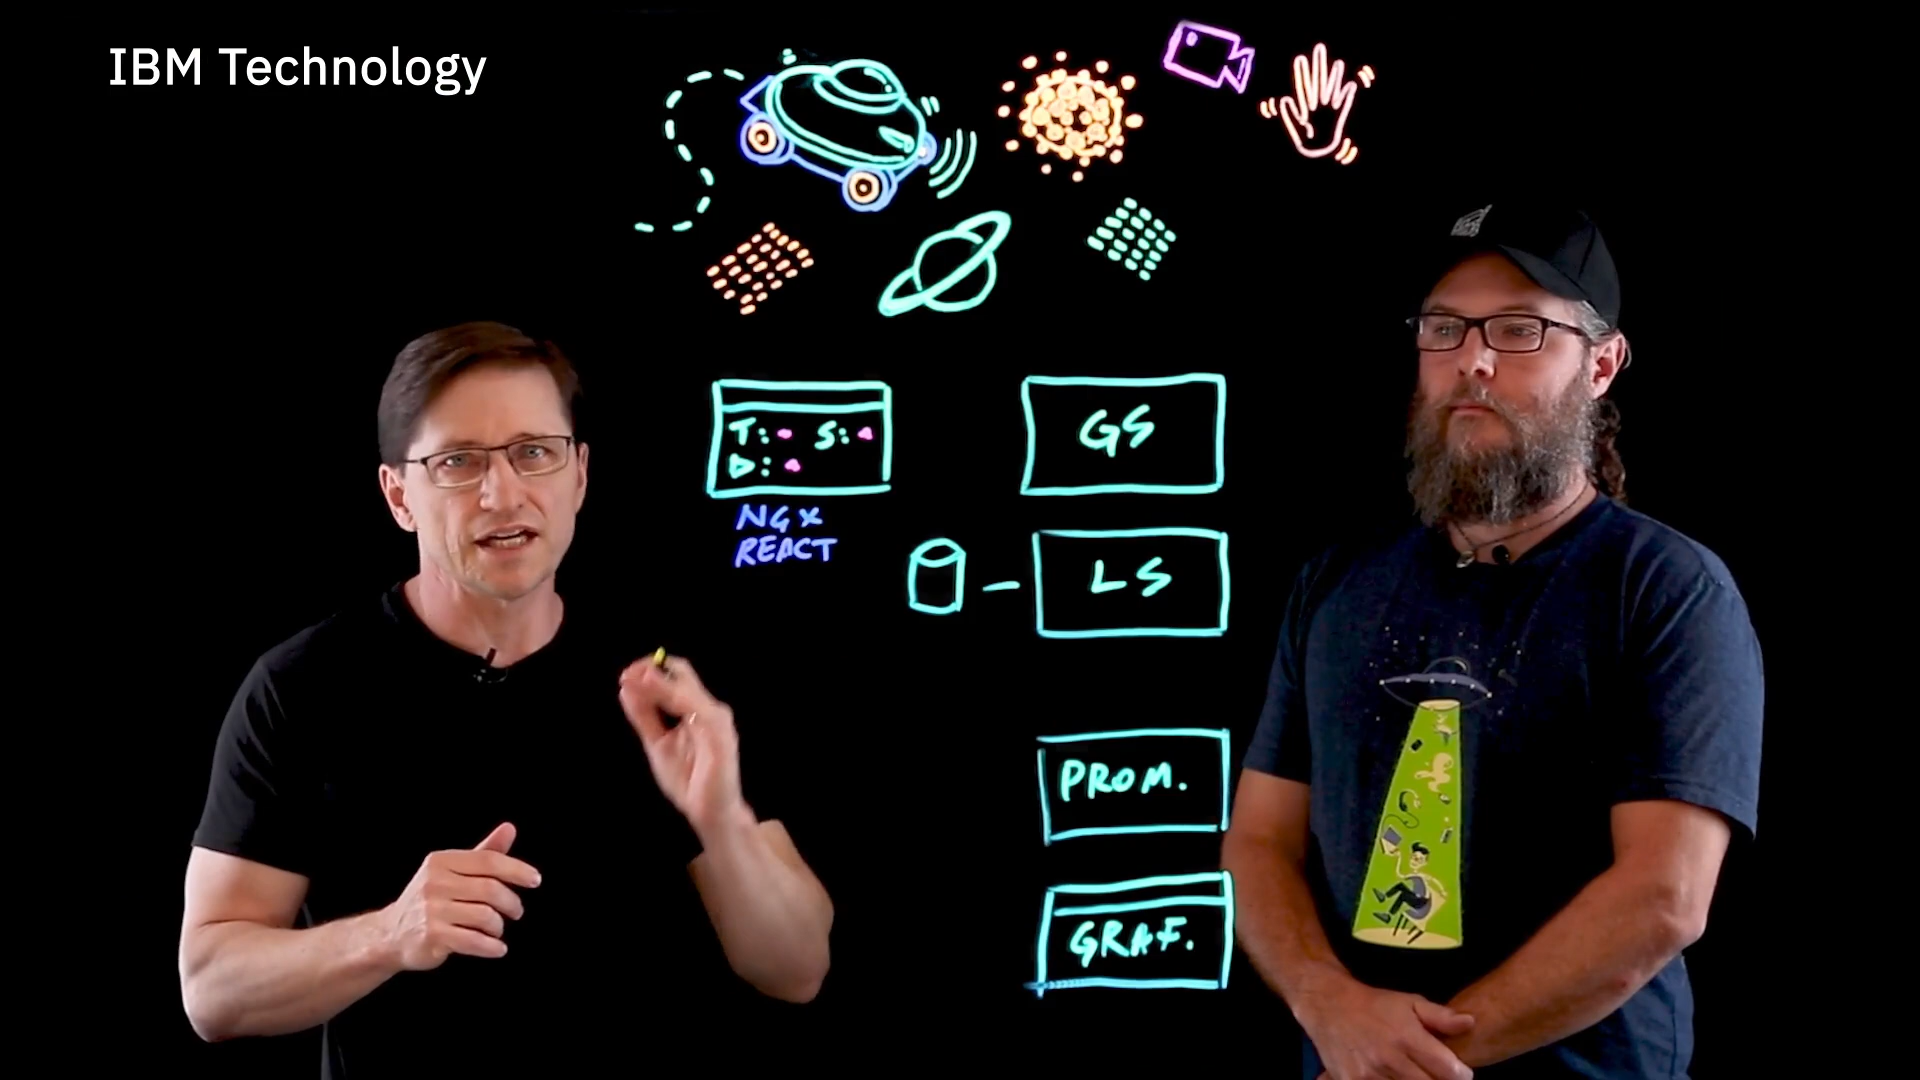 IBM Technology
T: S:
D:
NGX
REACT
GS
LS
PROM.
GRAF.